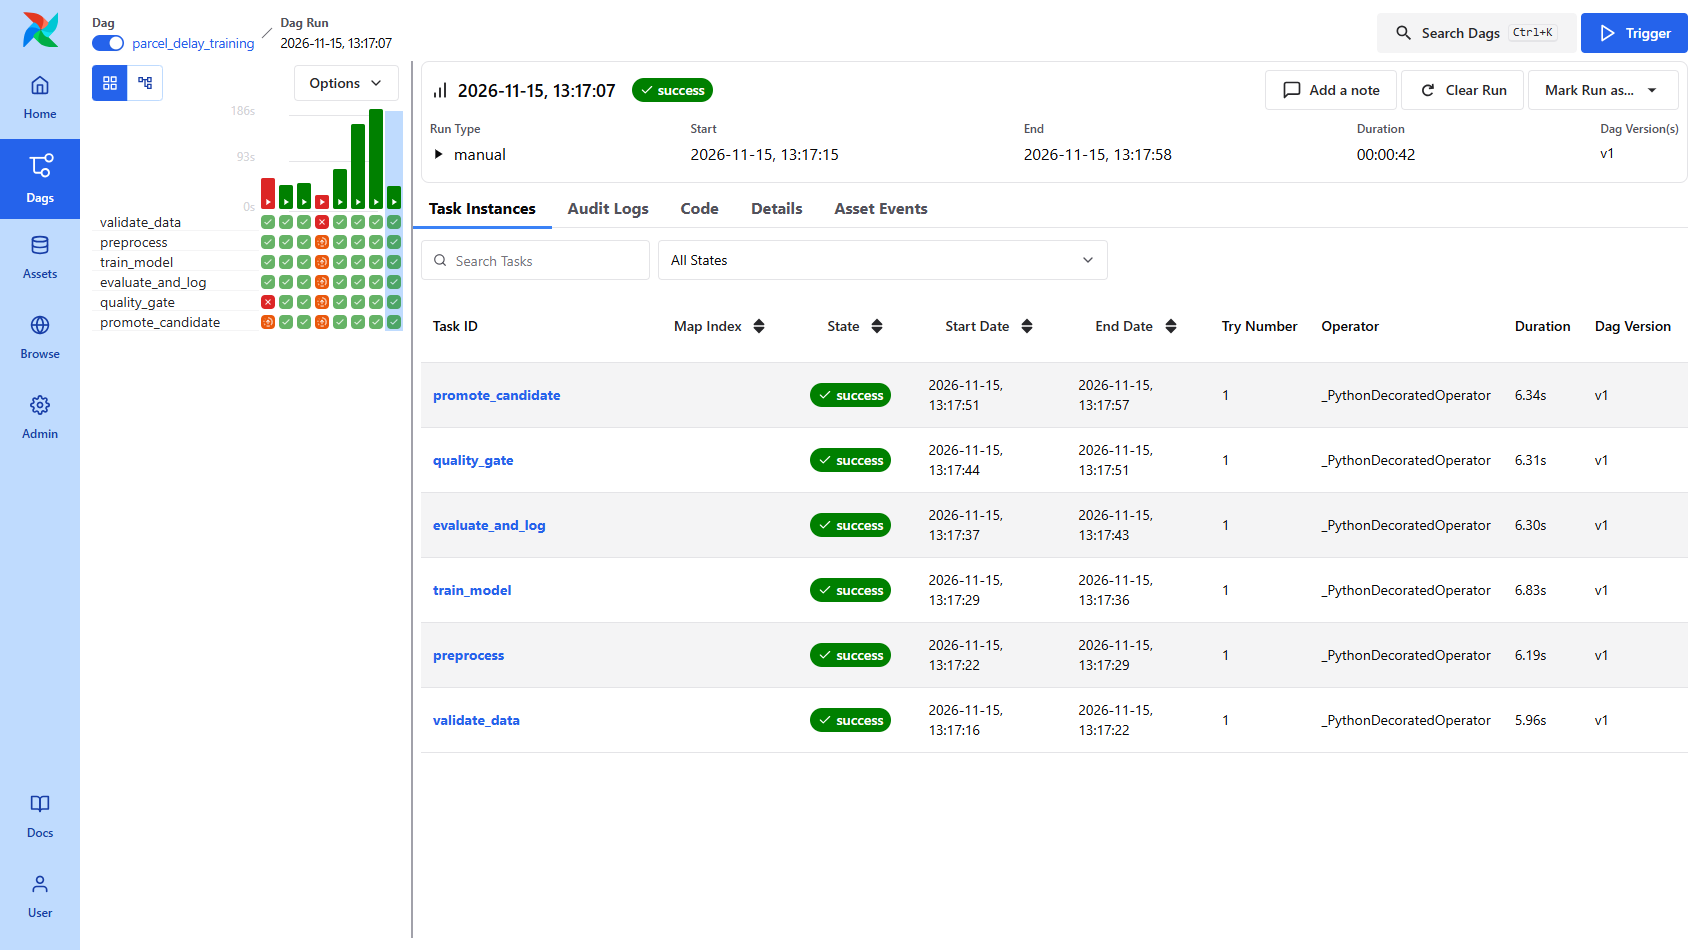 Dag
parcel_delay_training
Dag Run
2026-11-15, 13:17:07
Search Dags Ctrl+K
Trigger
Home
Dags
Assets
Browse
Admin
Docs
User
Options
186s
93s
0s
validate_data
preprocess
train_model
evaluate_and_log
quality_gate
promote_candidate
2026-11-15, 13:17:07 success
Add a note
Clear Run
Mark Run as...
Run Type Start End Duration Dag Version(s)
manual 2026-11-15, 13:17:15 2026-11-15, 13:17:58 00:00:42 v1
Task Instances Audit Logs Code Details Asset Events
Search Tasks
All States
Task ID Map Index State Start Date End Date Try Number Operator Duration Dag Version
promote_candidate success 2026-11-15, 13:17:51 2026-11-15, 13:17:57 1 _PythonDecoratedOperator 6.34s v1
quality_gate success 2026-11-15, 13:17:44 2026-11-15, 13:17:51 1 _PythonDecoratedOperator 6.31s v1
evaluate_and_log success 2026-11-15, 13:17:37 2026-11-15, 13:17:43 1 _PythonDecoratedOperator 6.30s v1
train_model success 2026-11-15, 13:17:29 2026-11-15, 13:17:36 1 _PythonDecoratedOperator 6.83s v1
preprocess success 2026-11-15, 13:17:22 2026-11-15, 13:17:29 1 _PythonDecoratedOperator 6.19s v1
validate_data success 2026-11-15, 13:17:16 2026-11-15, 13:17:22 1 _PythonDecoratedOperator 5.96s v1